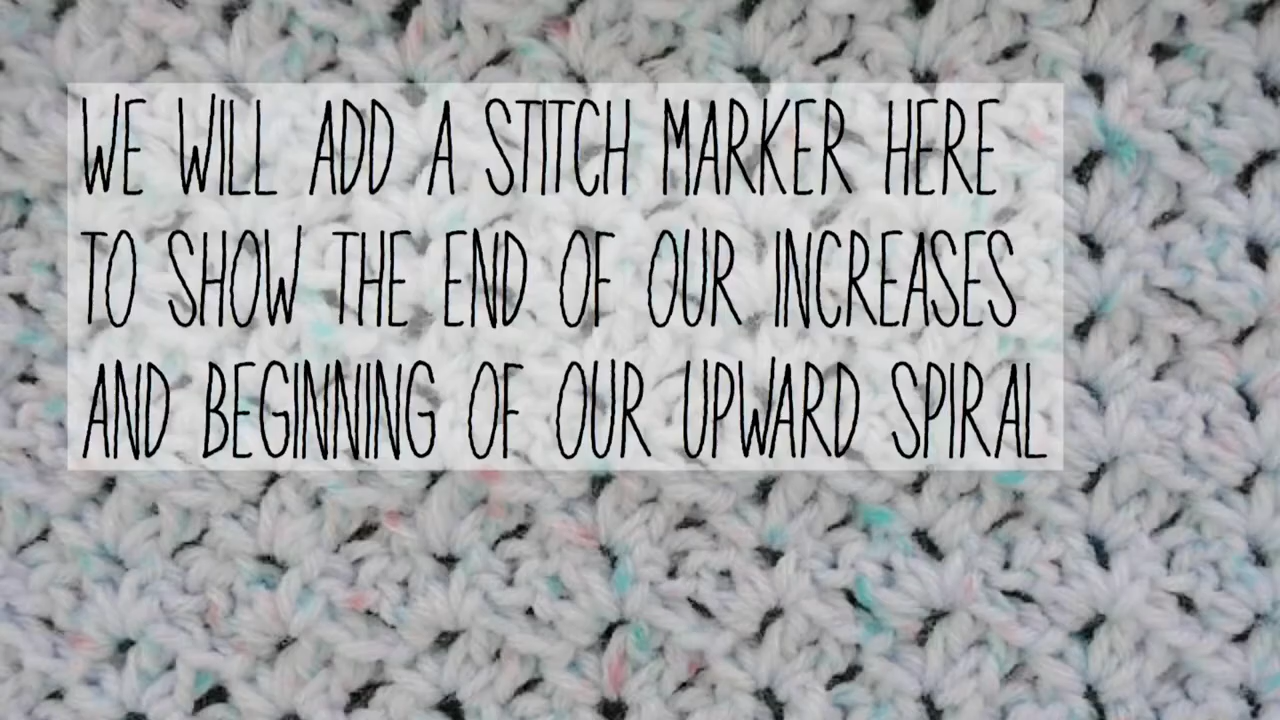 WE WILL ADD A STITCH MARKER HERE
TO SHOW THE END OF OUR INCREASES
AND BEGINNING OF OUR UPWARD SPIRAL